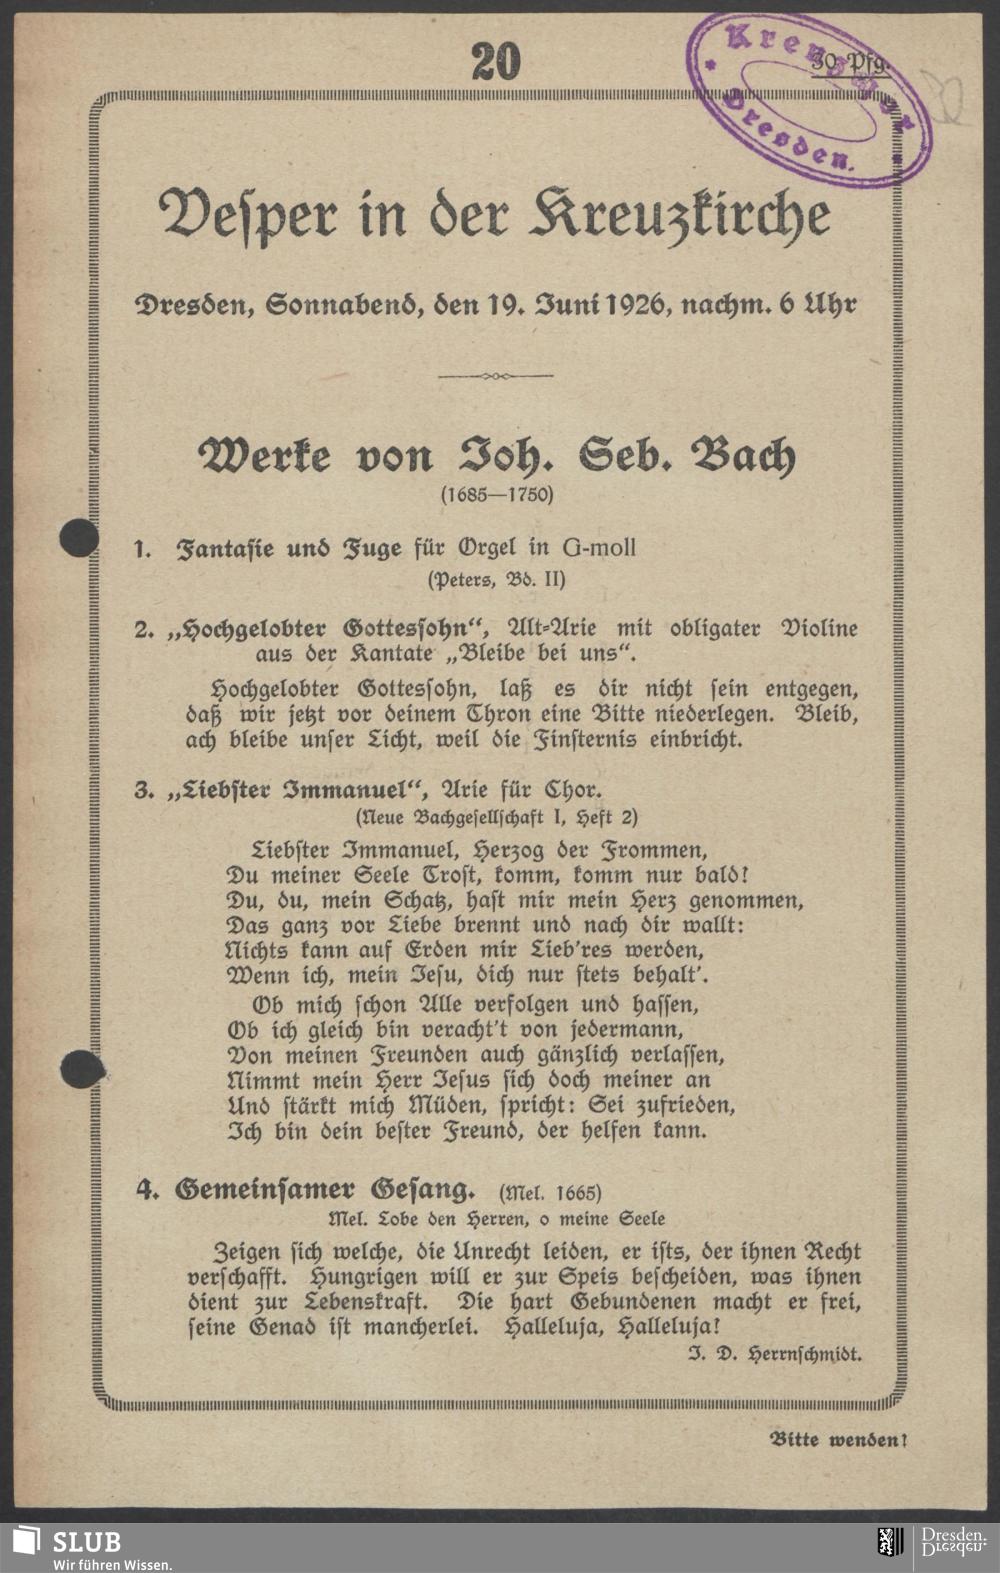 20
30 Pfg.
Kreuzchor
Dresden.
Vesper in der Kreuzkirche
Dresden, Sonnabend, den 19. Juni 1926, nachm. 6 Uhr
Werke von Joh. Seb. Bach
(1685—1750)
1. Fantasie und Fuge für Orgel in G-moll
(Peters, Bd. II)
2. „Hochgelobter Gottessohn“, Alt-Arie mit obligater Violine
aus der Kantate „Bleibe bei uns“.
Hochgelobter Gottessohn, laß es dir nicht sein entgegen,
daß wir jetzt vor deinem Thron eine Bitte niederlegen. Bleib,
ach bleibe unser Licht, weil die Finsternis einbricht.
3. „Liebster Immanuel“, Arie für Chor.
(Neue Bachgesellschaft I, Heft 2)
Liebster Immanuel, Herzog der Frommen,
Du meiner Seele Trost, komm, komm nur bald!
Du, du, mein Schatz, hast mir mein Herz genommen,
Das ganz vor Liebe brennt und nach dir wallt:
Nichts kann auf Erden mir Lieb'res werden,
Wenn ich, mein Jesu, dich nur stets behalt'.
Ob mich schon Alle verfolgen und hassen,
Ob ich gleich bin veracht't von jedermann,
Von meinen Freunden auch gänzlich verlassen,
Nimmt mein Herr Jesus sich doch meiner an
Und stärkt mich Müden, spricht: Sei zufrieden,
Ich bin dein bester Freund, der helfen kann.
4. Gemeinsamer Gesang. (Mel. 1665)
Mel. Lobe den Herren, o meine Seele
Zeigen sich welche, die Unrecht leiden, er ists, der ihnen Recht
verschafft. Hungrigen will er zur Speis bescheiden, was ihnen
dient zur Lebenskraft. Die hart Gebundenen macht er frei,
seine Genad ist mancherlei. Halleluja, Halleluja!
J. D. Herrnschmidt.
Bitte wenden!
SLUB
Wir führen Wissen.
Dresden.
Dresden.